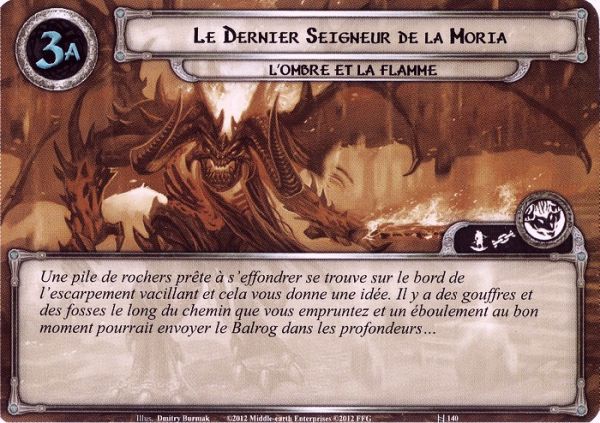 3A
Le Dernier Seigneur de la Moria
L'ombre et la flamme
Une pile de rochers prête à s'effondrer se trouve sur le bord de
l'escarpement vacillant et cela vous donne une idée. Il y a des gouffres et
des fosses le long du chemin que vous empruntez et un éboulement au bon
moment pourrait envoyer le Balrog dans les profondeurs…
Illus. Dmitry Burmak ©2012 Middle-earth Enterprises ©2012 FFG 140